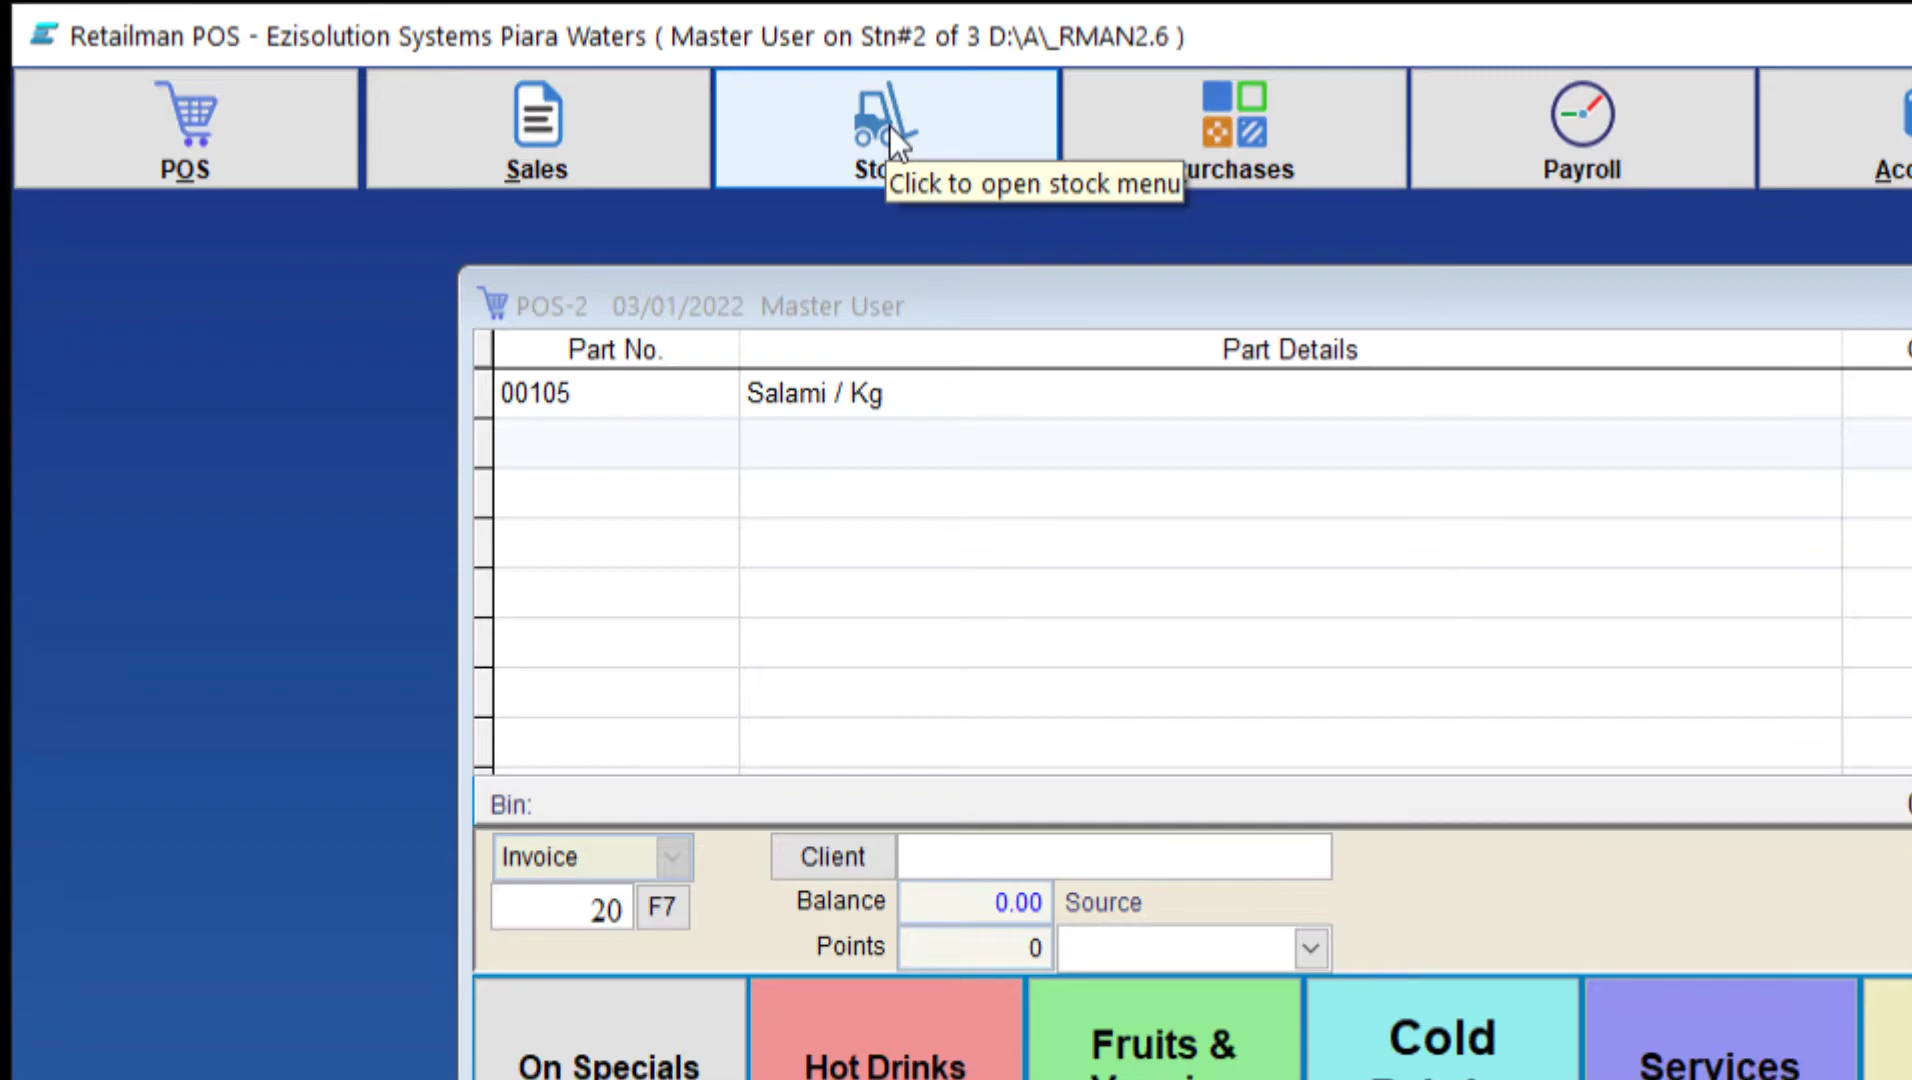 Retailman POS - Ezisolution Systems Piara Waters ( Master User on Stn#2 of 3 D:\A\_RMAN2.6 )
POS
Sales
Sto
urchases
Payroll
Acc
Click to open stock menu
POS-2 03/01/2022 Master User
Part No.
Part Details
00105
Salami / Kg
Bin:
Invoice
Client
20
F7
Balance
0.00
Source
Points
0
On Specials
Hot Drinks
Fruits &
Cold
Services